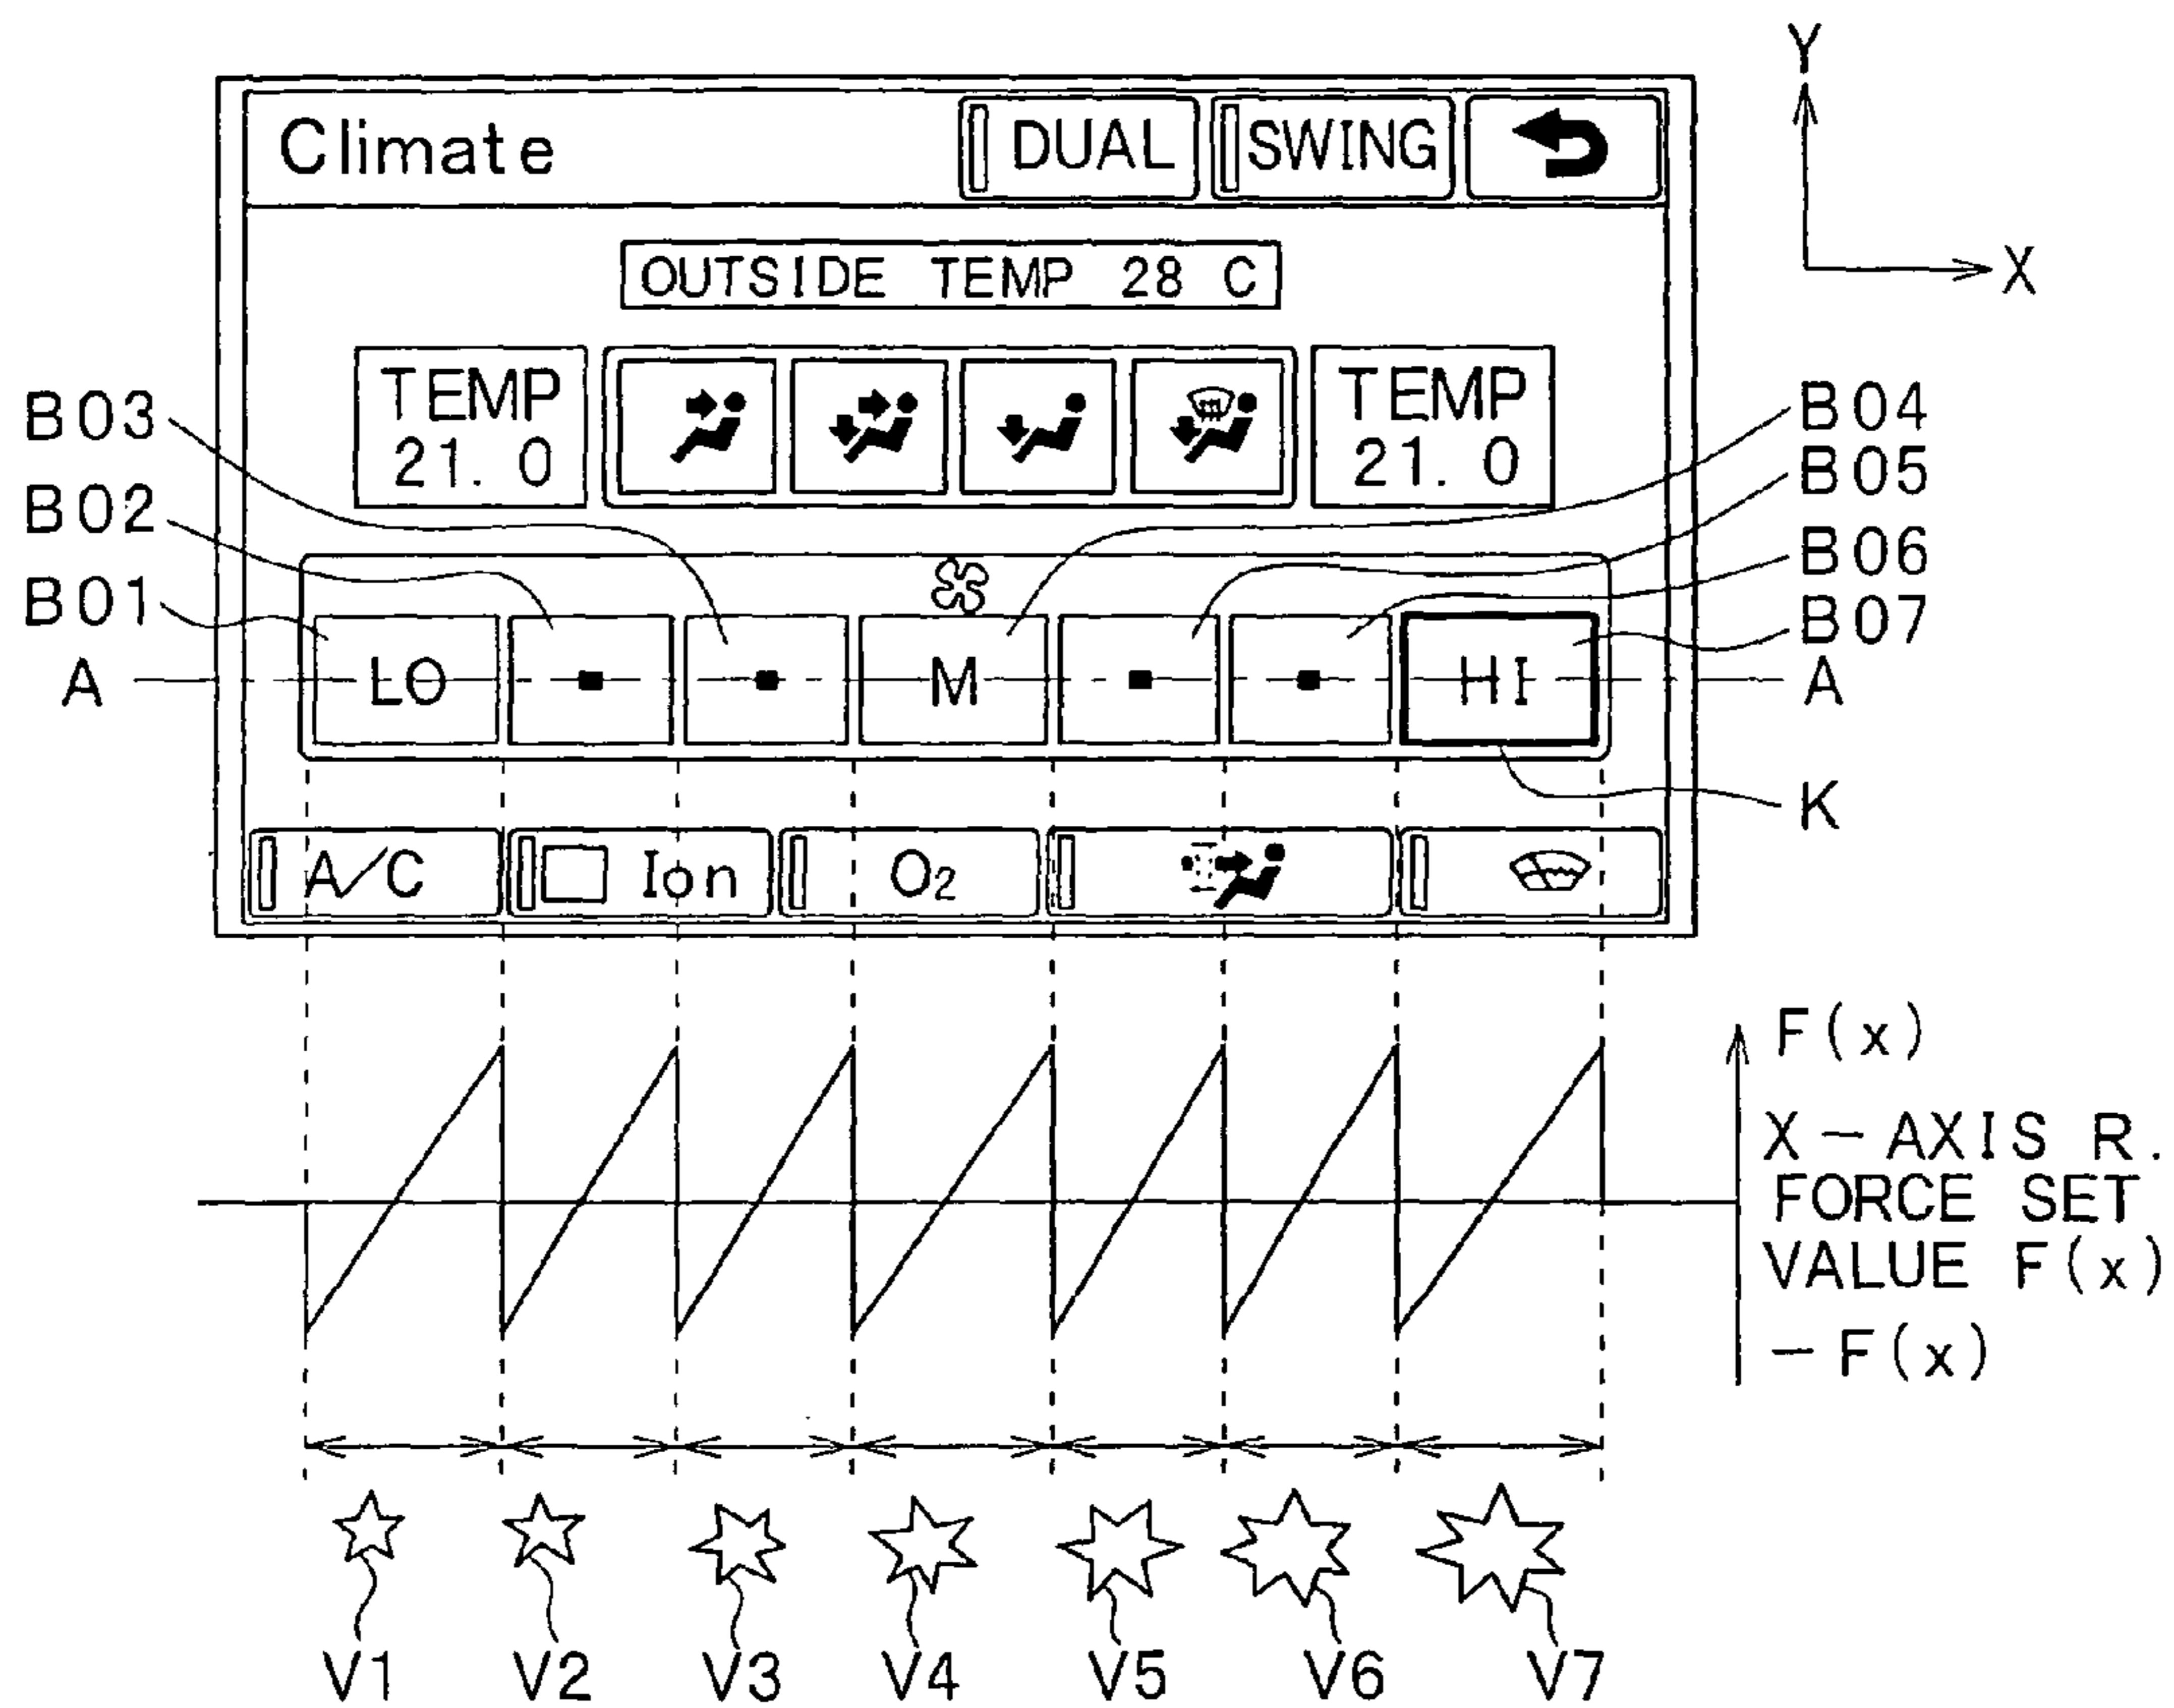 Y
Climate DUAL SWING
X
OUTSIDE TEMP 28 C
TEMP 21. 0
TEMP 21. 0
B03
B02
B01
A
B04
B05
B06
B07
A
LO M HI
K
A/C Ion O2
F(x)
X-AXIS R.
FORCE SET
VALUE F(x)
-F(x)
V1 V2 V3 V4 V5 V6 V7